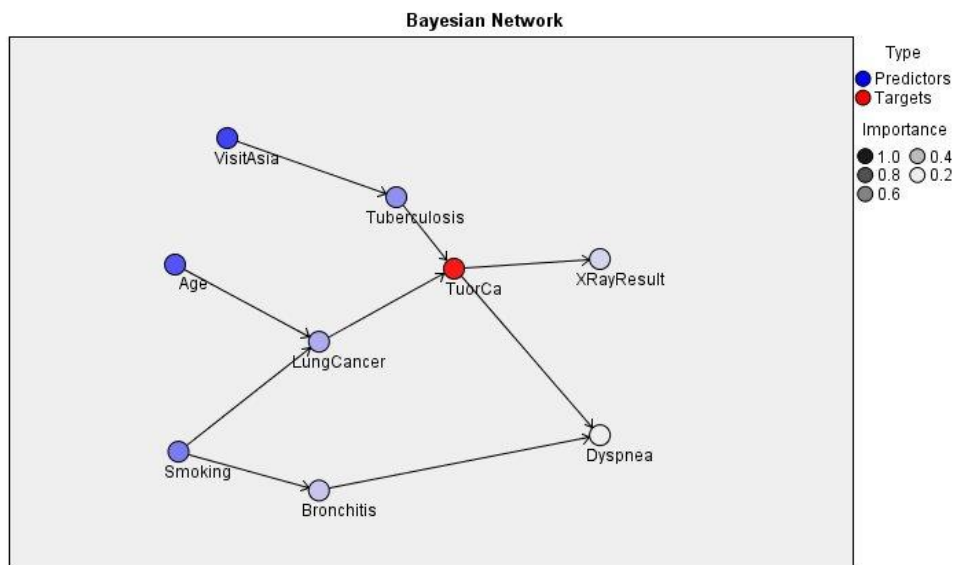 Bayesian Network
Type
Predictors
Targets
Importance
1.0 0.4
0.8 0.2
0.6
VisitAsia
Tuberculosis
Age
TuorCa
XRayResult
LungCancer
Smoking
Bronchitis
Dyspnea